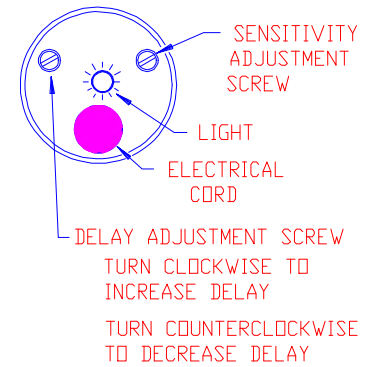 SENSITIVITY
ADJUSTMENT
SCREW
LIGHT
ELECTRICAL
CORD
DELAY ADJUSTMENT SCREW
TURN CLOCKWISE TO
INCREASE DELAY
TURN COUNTERCLOCKWISE
TO DECREASE DELAY